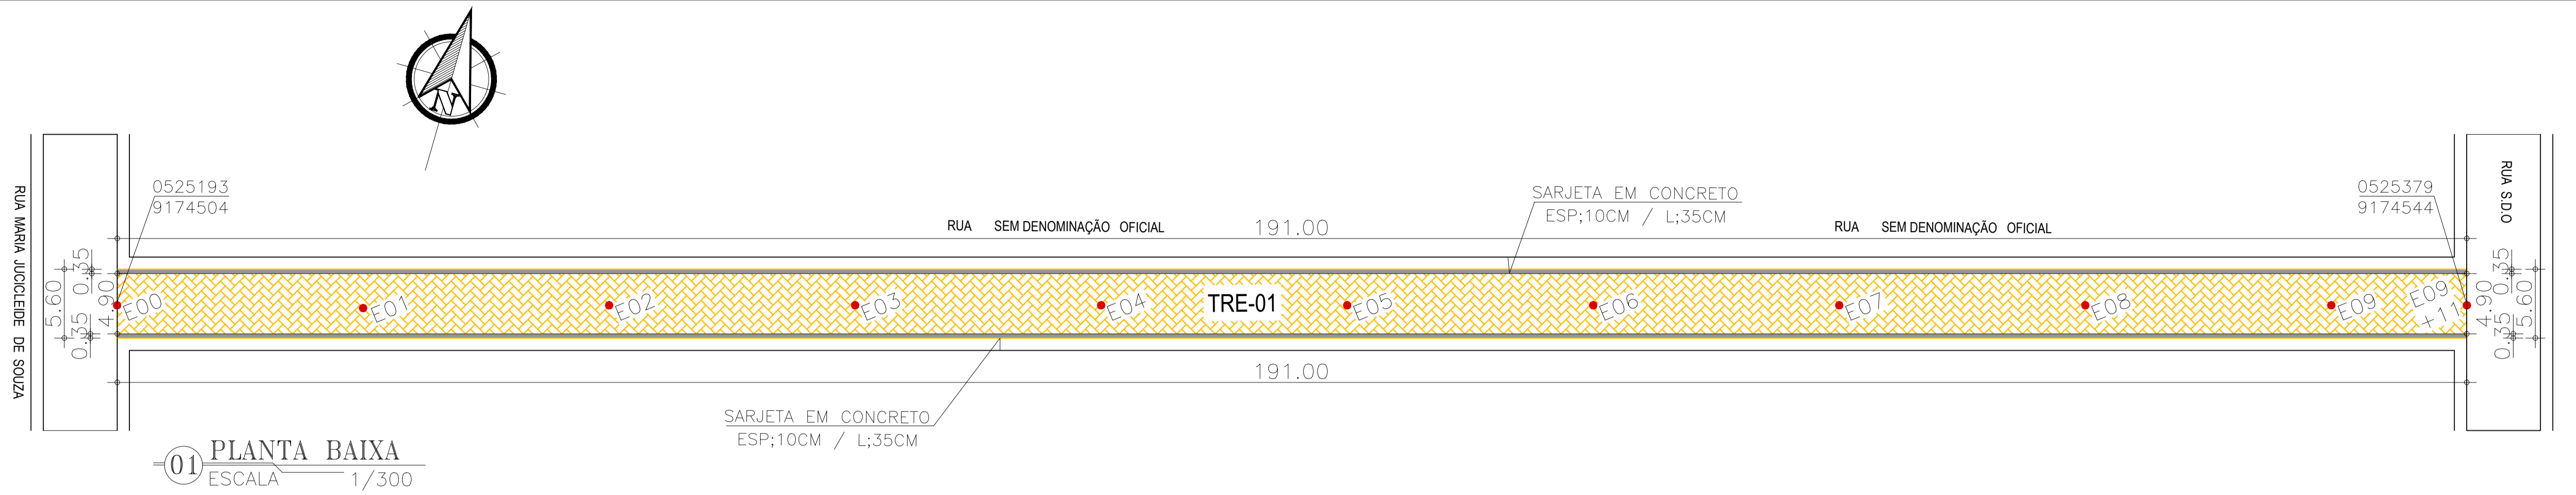 N
RUA MARIA JUCICLEIDE DE SOUZA
0525193
9174504
RUA SEM DENOMINAÇÃO OFICIAL
191.00
SARJETA EM CONCRETO
ESP;10CM / L;35CM
RUA SEM DENOMINAÇÃO OFICIAL
0525379
9174544
RUA S.D.O
5.60
0.35
0.35
4.90
E00
E01
E02
E03
E04
TRE-01
E05
E06
E07
E08
E09
E09
+11
4.90
0.35
0.35
5.60
191.00
SARJETA EM CONCRETO
ESP;10CM / L;35CM
01 PLANTA BAIXA
ESCALA 1/300